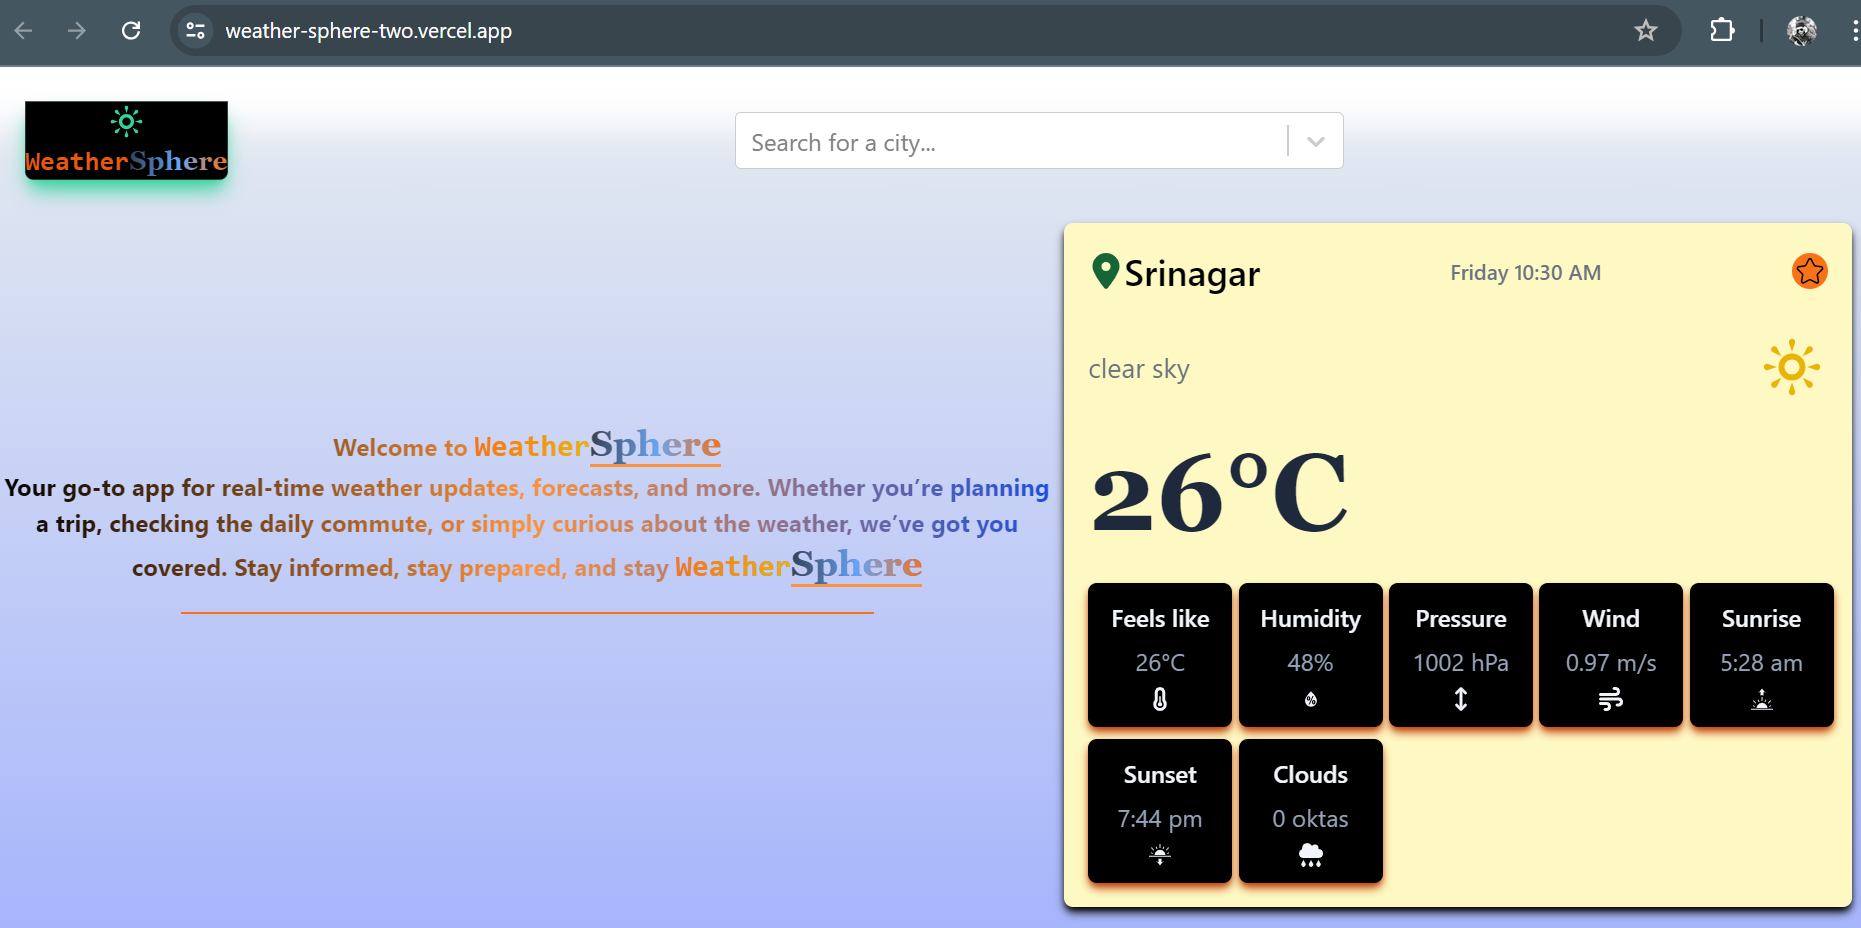 weather-sphere-two.vercel.app
WeatherSphere
Search for a city...
Srinagar
Friday 10:30 AM
clear sky
26°C
Welcome to WeatherSphere
Your go-to app for real-time weather updates, forecasts, and more. Whether you’re planning
a trip, checking the daily commute, or simply curious about the weather, we’ve got you
covered. Stay informed, stay prepared, and stay WeatherSphere
Feels like
26°C
Humidity
48%
%
Pressure
1002 hPa
Wind
0.97 m/s
Sunrise
5:28 am
Sunset
7:44 pm
Clouds
0 oktas